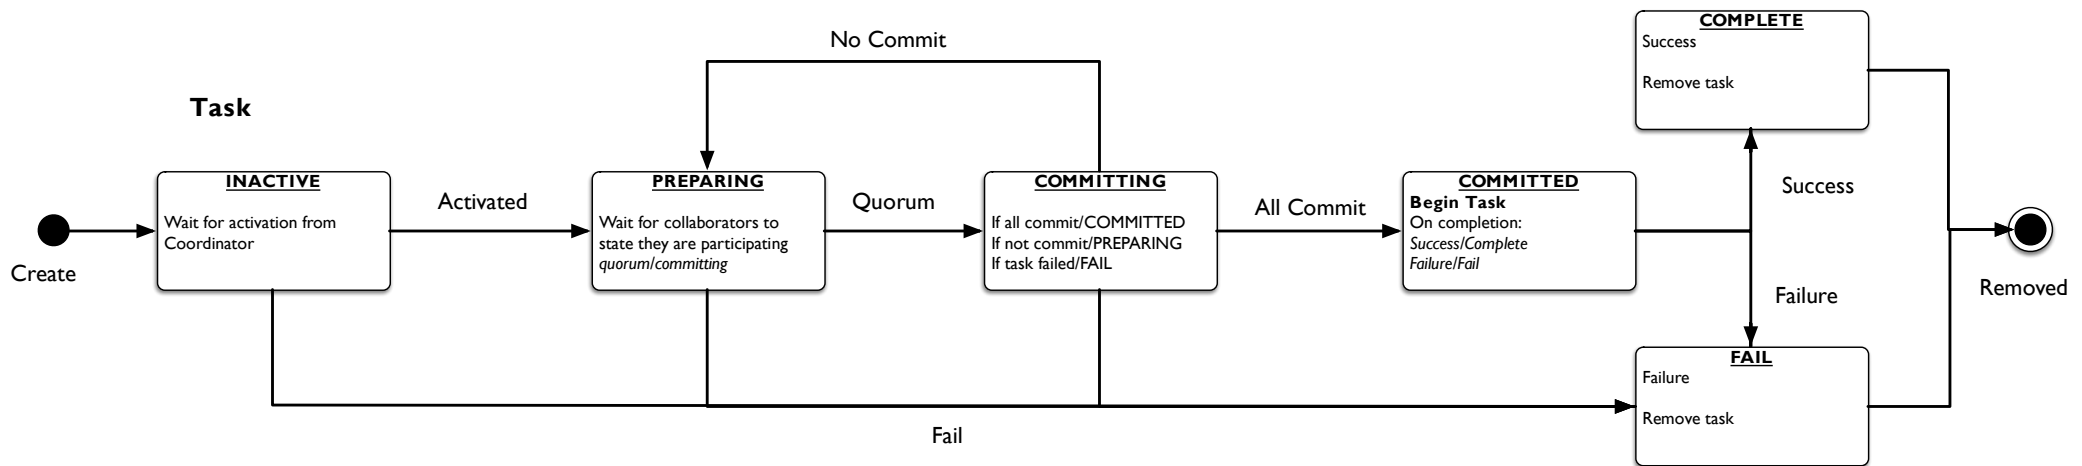 Task
Create
INACTIVE
Wait for activation from
Coordinator
Activated
PREPARING
Wait for collaborators to
state they are participating
quorum/committing
No Commit
Quorum
COMMITTING
If all commit/COMMITTED
If not commit/PREPARING
If task failed/FAIL
All Commit
COMMITTED
Begin Task
On completion:
Success/Complete
Failure/Fail
COMPLETE
Success
Remove task
Success
Failure
FAIL
Failure
Remove task
Fail
Removed